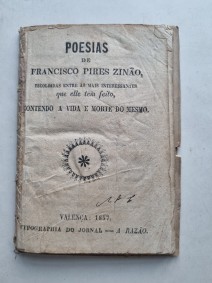 POESIAS
DE
FRANCISCO PIRES ZINÃO,
ESCOLHIDAS ENTRE AS MAIS INTERESSANTES
que elle tem feito,
CONTENDO A VIDA E MORTE DO MESMO.
VALENÇA 1857.
TYPOGRAPHIA DO JORNAL — A RAZÃO.